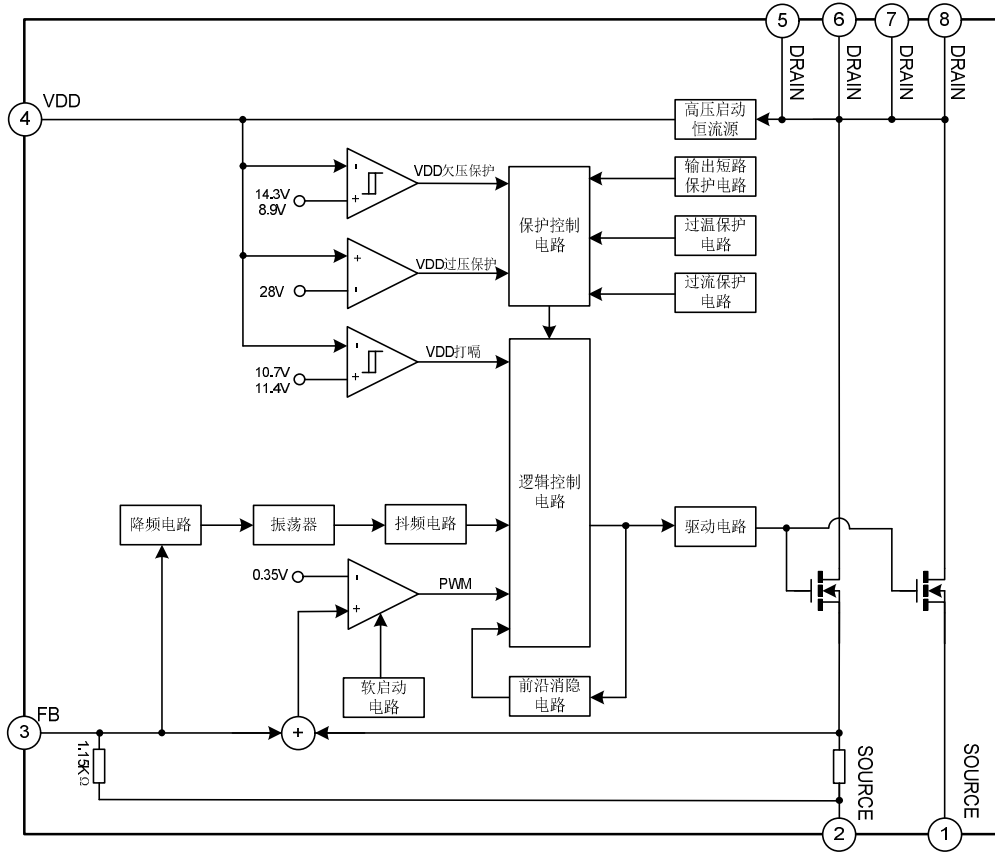 5
6
7
8
DRAIN
DRAIN
DRAIN
DRAIN
4
VDD
高压启动
恒流源
-
+
14.3V
8.9V
VDD欠压保护
保护控制
电路
输出短路
保护电路
过温保护
电路
过流保护
电路
+
-
28V
VDD过压保护
-
+
10.7V
11.4V
VDD打嗝
逻辑控制
电路
降频电路
振荡器
抖频电路
驱动电路
0.35V
-
+
PWM
软启动
电路
前沿消隐
电路
3
FB
+
1.15KΩ
SOURCE
SOURCE
2
1